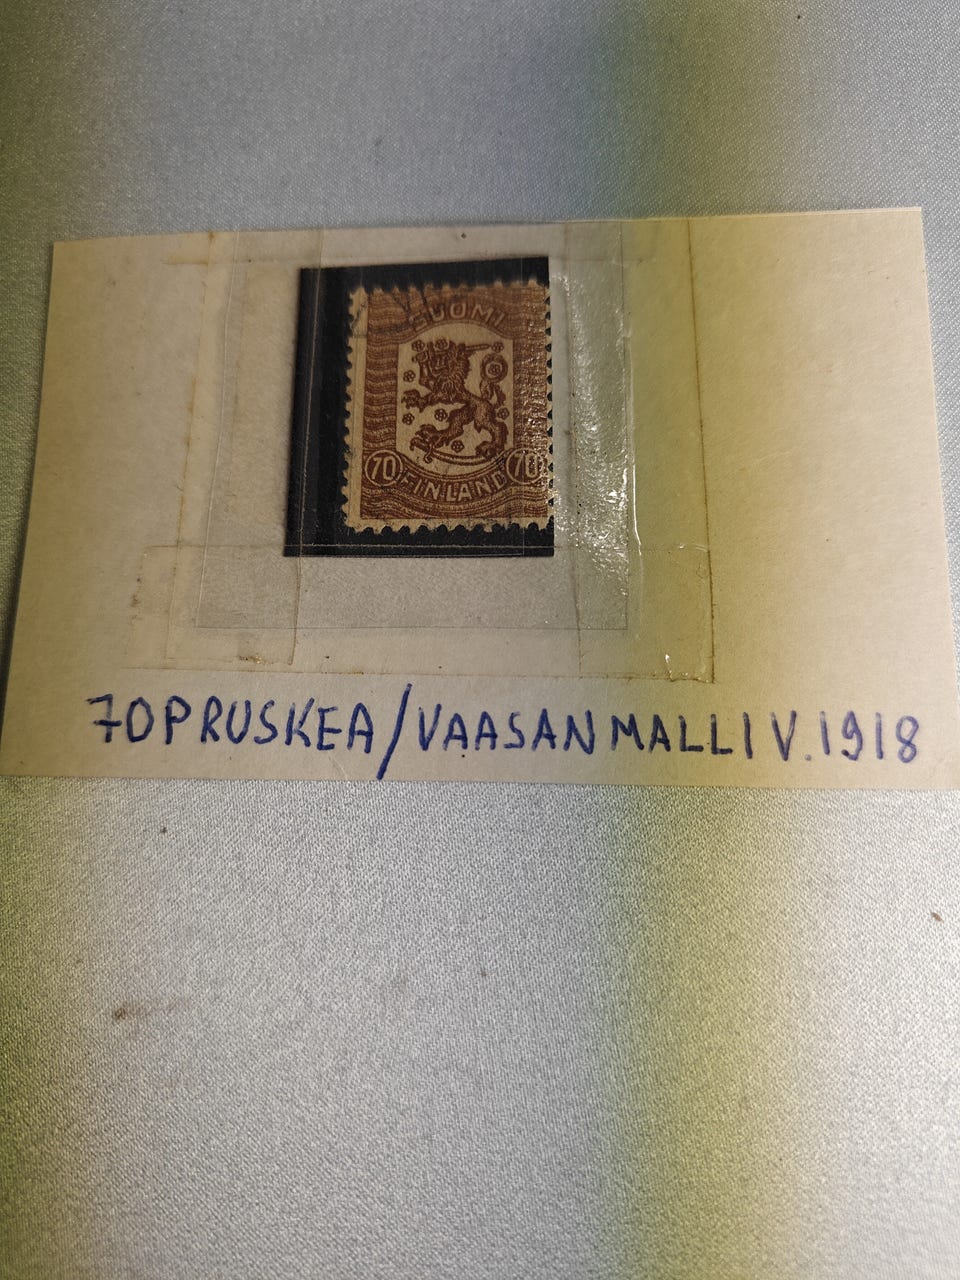 SUOMI
70 70
FINLAND
70P RUSKEA/VAASAN MALLI V.1918